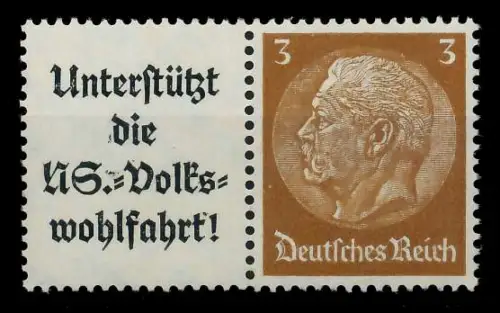 Unterſtützt
die
NS.=Volks=
wohlfahrt!
3 3
Deutſches Reich